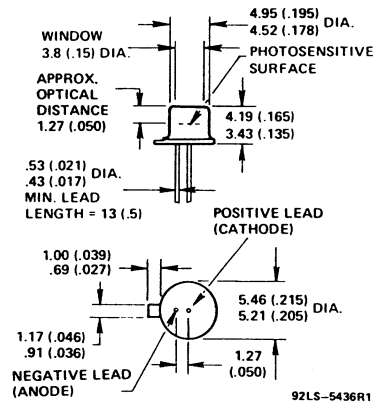 4.95 (.195) DIA.
4.52 (.178)
WINDOW
3.8 (.15) DIA.
PHOTOSENSITIVE
SURFACE
APPROX.
OPTICAL
DISTANCE
1.27 (.050)
4.19 (.165)
3.43 (.135)
.53 (.021) DIA.
.43 (.017)
MIN. LEAD
LENGTH = 13 (.5)
POSITIVE LEAD
(CATHODE)
1.00 (.039)
.69 (.027)
5.46 (.215) DIA.
5.21 (.205)
1.17 (.046)
.91 (.036)
1.27
(.050)
NEGATIVE LEAD
(ANODE)
92LS-5436R1